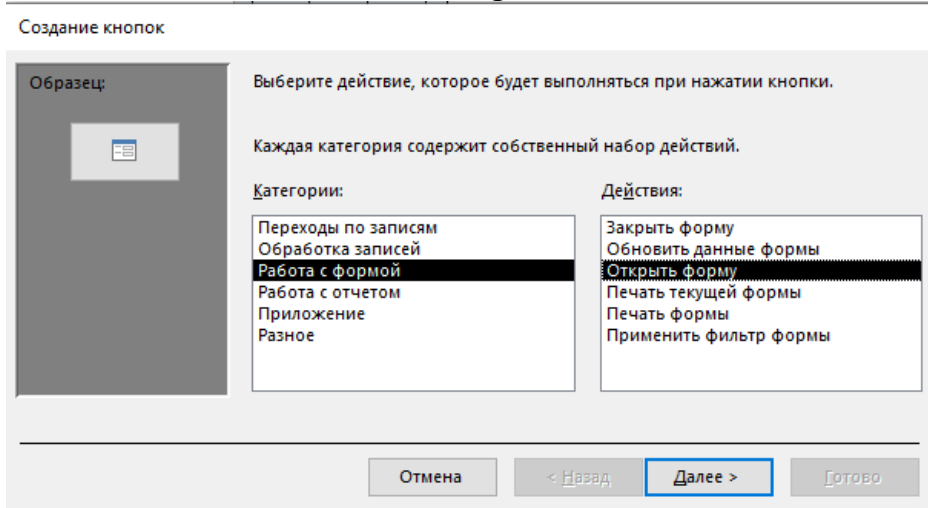 Создание кнопок
Образец:
Выберите действие, которое будет выполняться при нажатии кнопки.
Каждая категория содержит собственный набор действий.
Категории:
Переходы по записям
Обработка записей
Работа с формой
Работа с отчетом
Приложение
Разное
Действия:
Закрыть форму
Обновить данные формы
Открыть форму
Печать текущей формы
Печать формы
Применить фильтр формы
Отмена
< Назад
Далее >
Готово